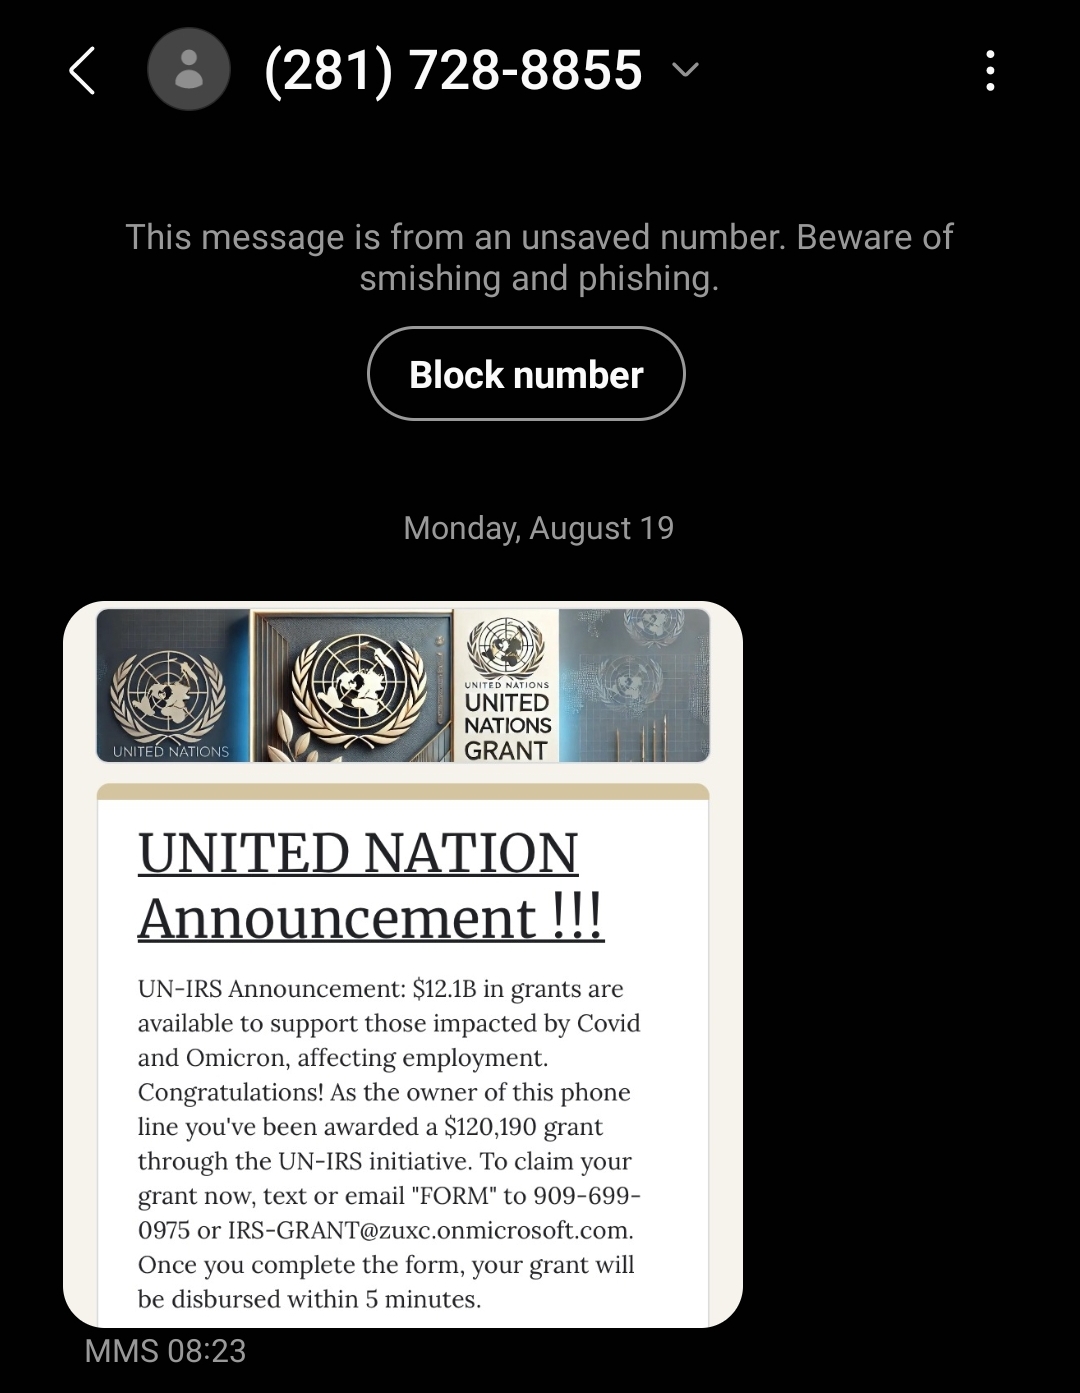 (281) 728-8855
This message is from an unsaved number. Beware of
smishing and phishing.
Block number
Monday, August 19
UNITED NATIONS
UNITED NATIONS
UNITED
NATIONS
GRANT
UNITED NATION
Announcement !!!
UN-IRS Announcement: $12.1B in grants are
available to support those impacted by Covid
and Omicron, affecting employment.
Congratulations! As the owner of this phone
line you've been awarded a $120,190 grant
through the UN-IRS initiative. To claim your
grant now, text or email "FORM" to 909-699-
0975 or IRS-GRANT@zuxc.onmicrosoft.com.
Once you complete the form, your grant will
be disbursed within 5 minutes.
MMS 08:23